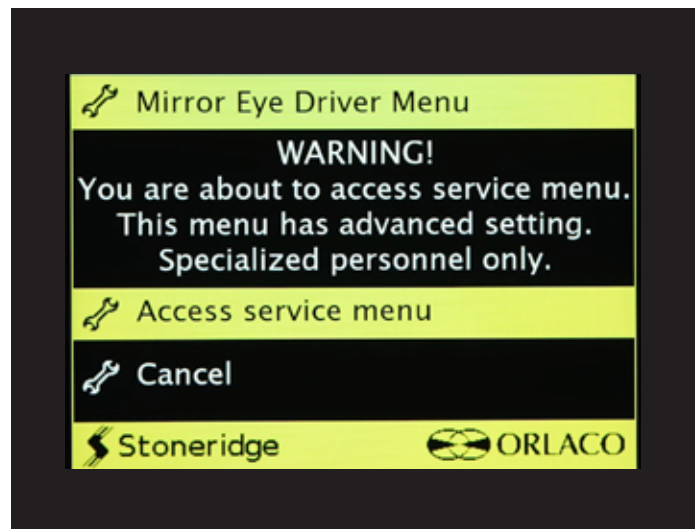 Mirror Eye Driver Menu
WARNING!
You are about to access service menu.
This menu has advanced setting.
Specialized personnel only.
Access service menu
Cancel
Stoneridge ORLACO